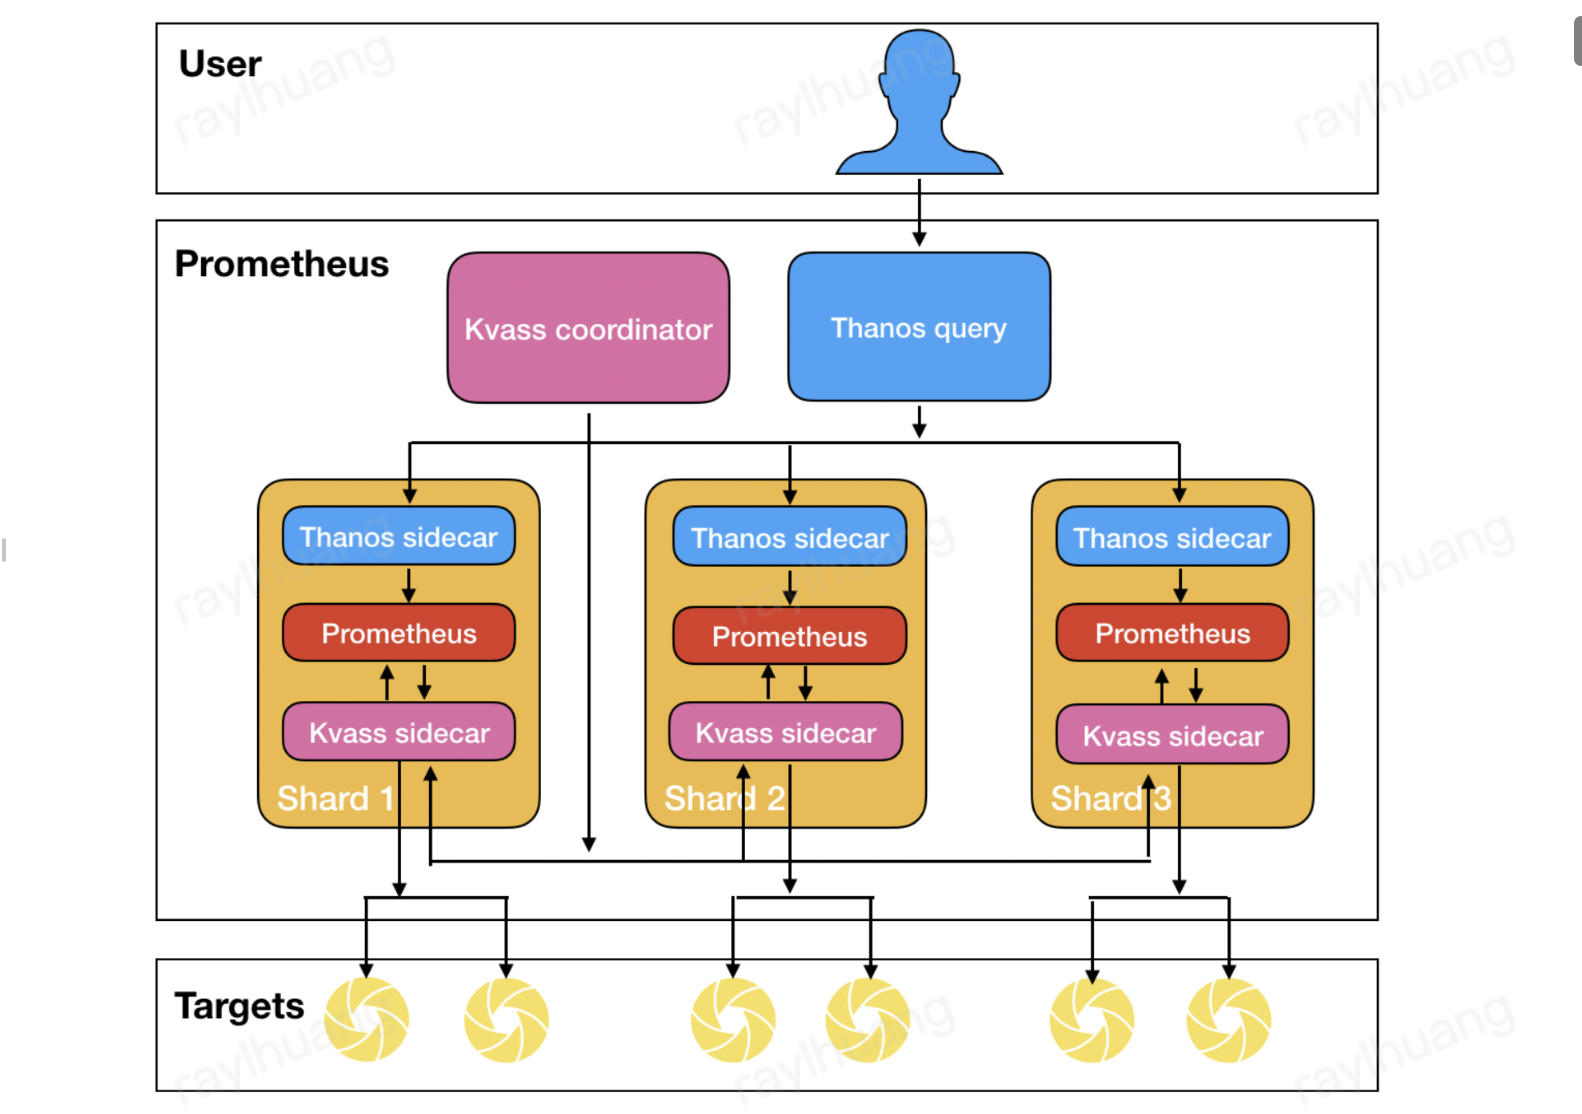 User
Prometheus
Kvass coordinator
Thanos query
Thanos sidecar
Thanos sidecar
Thanos sidecar
Prometheus
Prometheus
Prometheus
Kvass sidecar
Kvass sidecar
Kvass sidecar
Shard 1
Shard 2
Shard 3
Targets
raylhuang
raylhuang
raylhuang
raylhuang
raylhuang
raylhuang
raylhuang
raylhuang
raylhuang